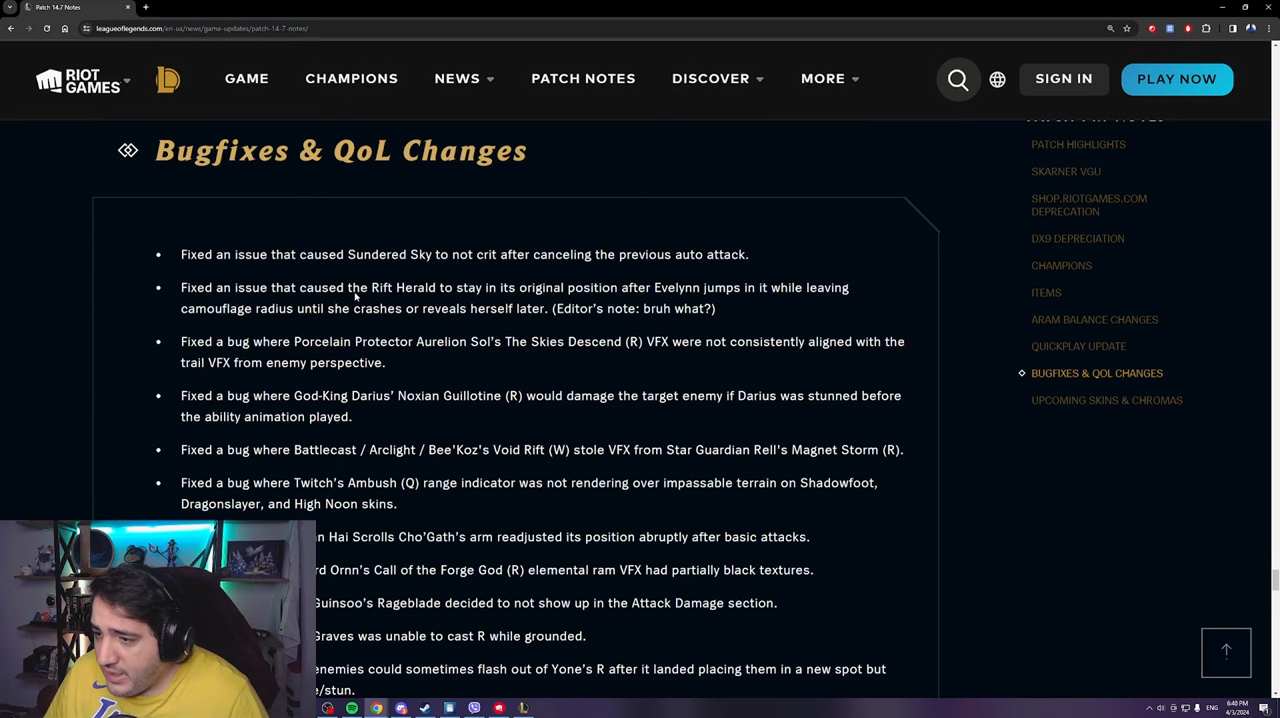 Patch 14.7 Notes
leagueoflegends.com/en-us/news/game-updates/patch-14-7-notes/
RIOT GAMES
GAME
CHAMPIONS
NEWS
PATCH NOTES
DISCOVER
MORE
SIGN IN
PLAY NOW
Bugfixes & QoL Changes
Fixed an issue that caused Sundered Sky to not crit after canceling the previous auto attack.
Fixed an issue that caused the Rift Herald to stay in its original position after Evelynn jumps in it while leaving
camouflage radius until she crashes or reveals herself later. (Editor's note: bruh what?)
Fixed a bug where Porcelain Protector Aurelion Sol's The Skies Descend (R) VFX were not consistently aligned with the
trail VFX from enemy perspective.
Fixed a bug where God-King Darius' Noxian Guillotine (R) would damage the target enemy if Darius was stunned before
the ability animation played.
Fixed a bug where Battlecast / Arclight / Bee'Koz's Void Rift (W) stole VFX from Star Guardian Rell's Magnet Storm (R).
Fixed a bug where Twitch's Ambush (Q) range indicator was not rendering over impassable terrain on Shadowfoot,
Dragonslayer, and High Noon skins.
n Hai Scrolls Cho'Gath's arm readjusted its position abruptly after basic attacks.
rd Ornn's Call of the Forge God (R) elemental ram VFX had partially black textures.
Guinsoo's Rageblade decided to not show up in the Attack Damage section.
Graves was unable to cast R while grounded.
enemies could sometimes flash out of Yone's R after it landed placing them in a new spot but
e/stun.
PATCH HIGHLIGHTS
SKARNER VGU
SHOP.RIOTGAMES.COM
DEPRECATION
DX9 DEPRECIATION
CHAMPIONS
ITEMS
ARAM BALANCE CHANGES
QUICKPLAY UPDATE
BUGFIXES & QOL CHANGES
UPCOMING SKINS & CHROMAS
ENG
6:40 PM
4/3/2024